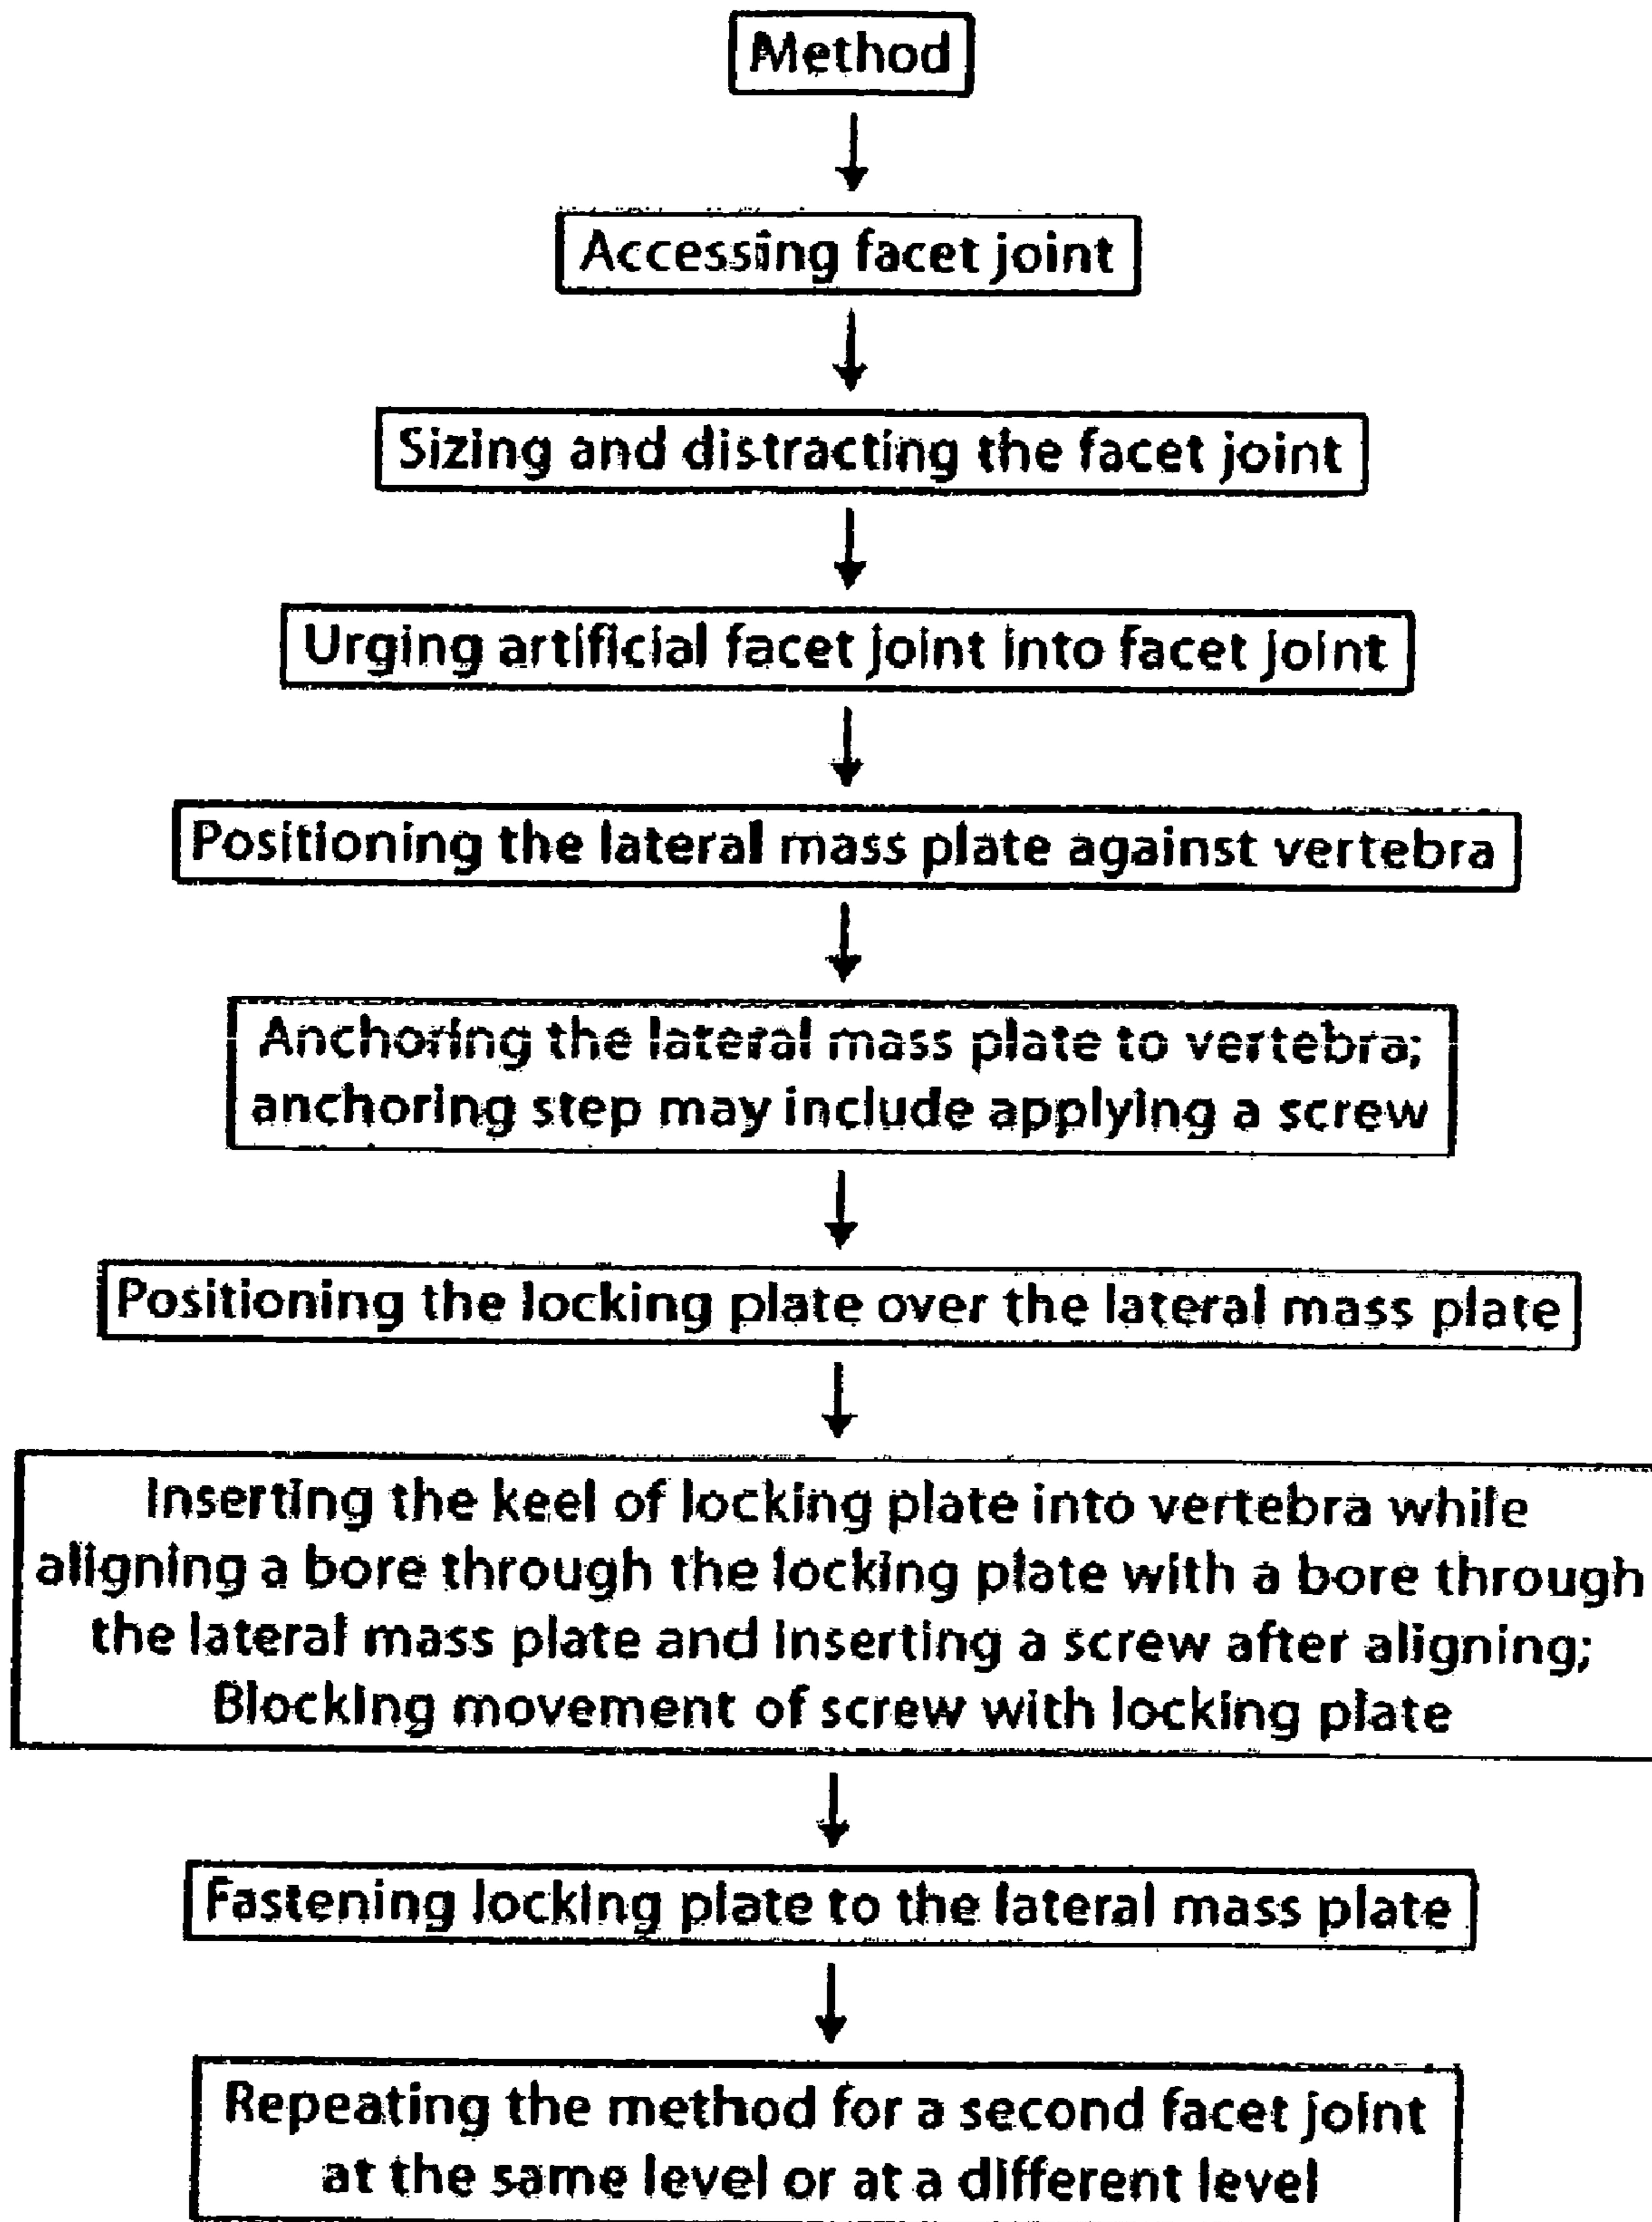 Method
Accessing facet joint
Sizing and distracting the facet joint
Urging artificial facet joint into facet joint
Positioning the lateral mass plate against vertebra
Anchoring the lateral mass plate to vertebra;
anchoring step may include applying a screw
Positioning the locking plate over the lateral mass plate
Inserting the keel of locking plate into vertebra while
aligning a bore through the locking plate with a bore through
the lateral mass plate and inserting a screw after aligning;
Blocking movement of screw with locking plate
Fastening locking plate to the lateral mass plate
Repeating the method for a second facet joint
at the same level or at a different level